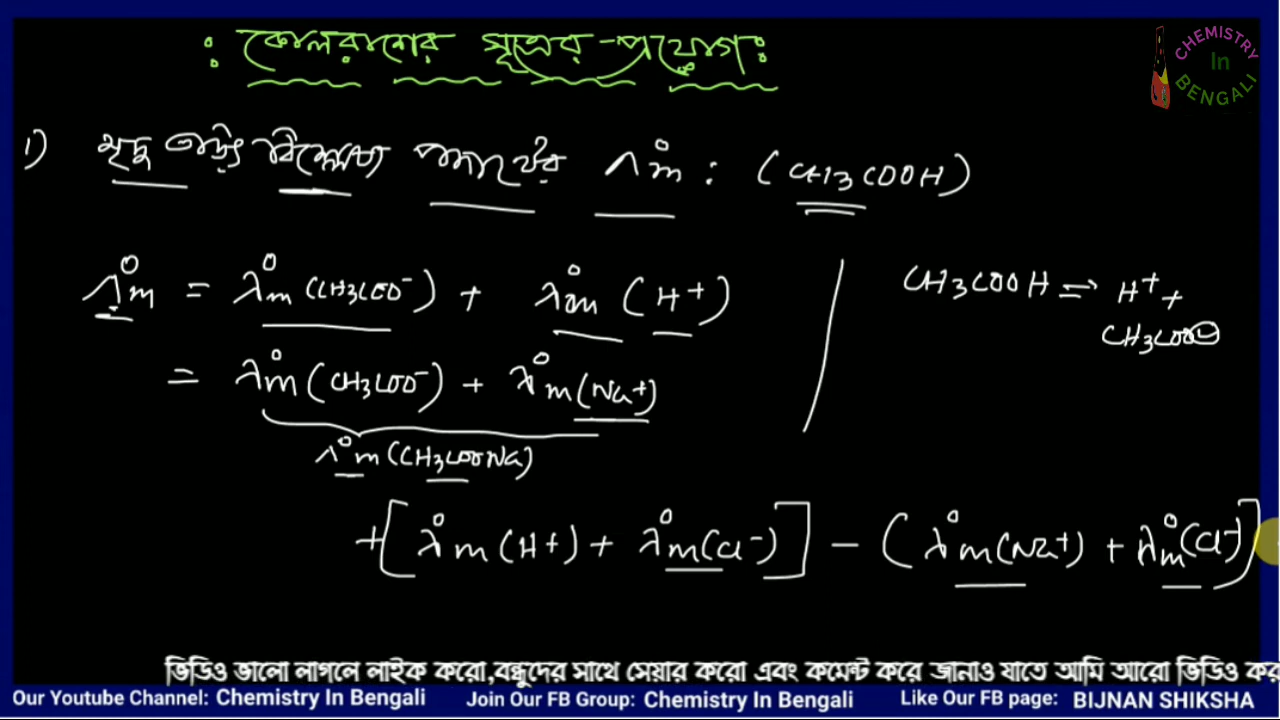 : কোলরাশের সূত্রের প্রয়োগ:
CHEMISTRY In BENGALI
1) মৃদু তড়িৎ বিশ্লেষ্য পদার্থের Λ°m : (CH3COOH)
Λ°m = λ°m (CH3COO⁻) + λ°m (H+)
CH3COOH ⇌ H+ +
CH3COO⊖
= λ°m (CH3COO⁻) + λ°m (Na+)
Λ°m (CH3COONa)
+ [λ°m (H+) + λ°m (Cl⁻)] − (λ°m (Na+) + λ°m (Cl⁻)]
ভিডিও ভালো লাগলে লাইক করো,বন্ধুদের সাথে সেয়ার করো এবং কমেন্ট করে জানাও যাতে আমি আরো ভিডিও কর
Our Youtube Channel: Chemistry In Bengali Join Our FB Group: Chemistry In Bengali Like Our FB page: BIJNAN SHIKSHA